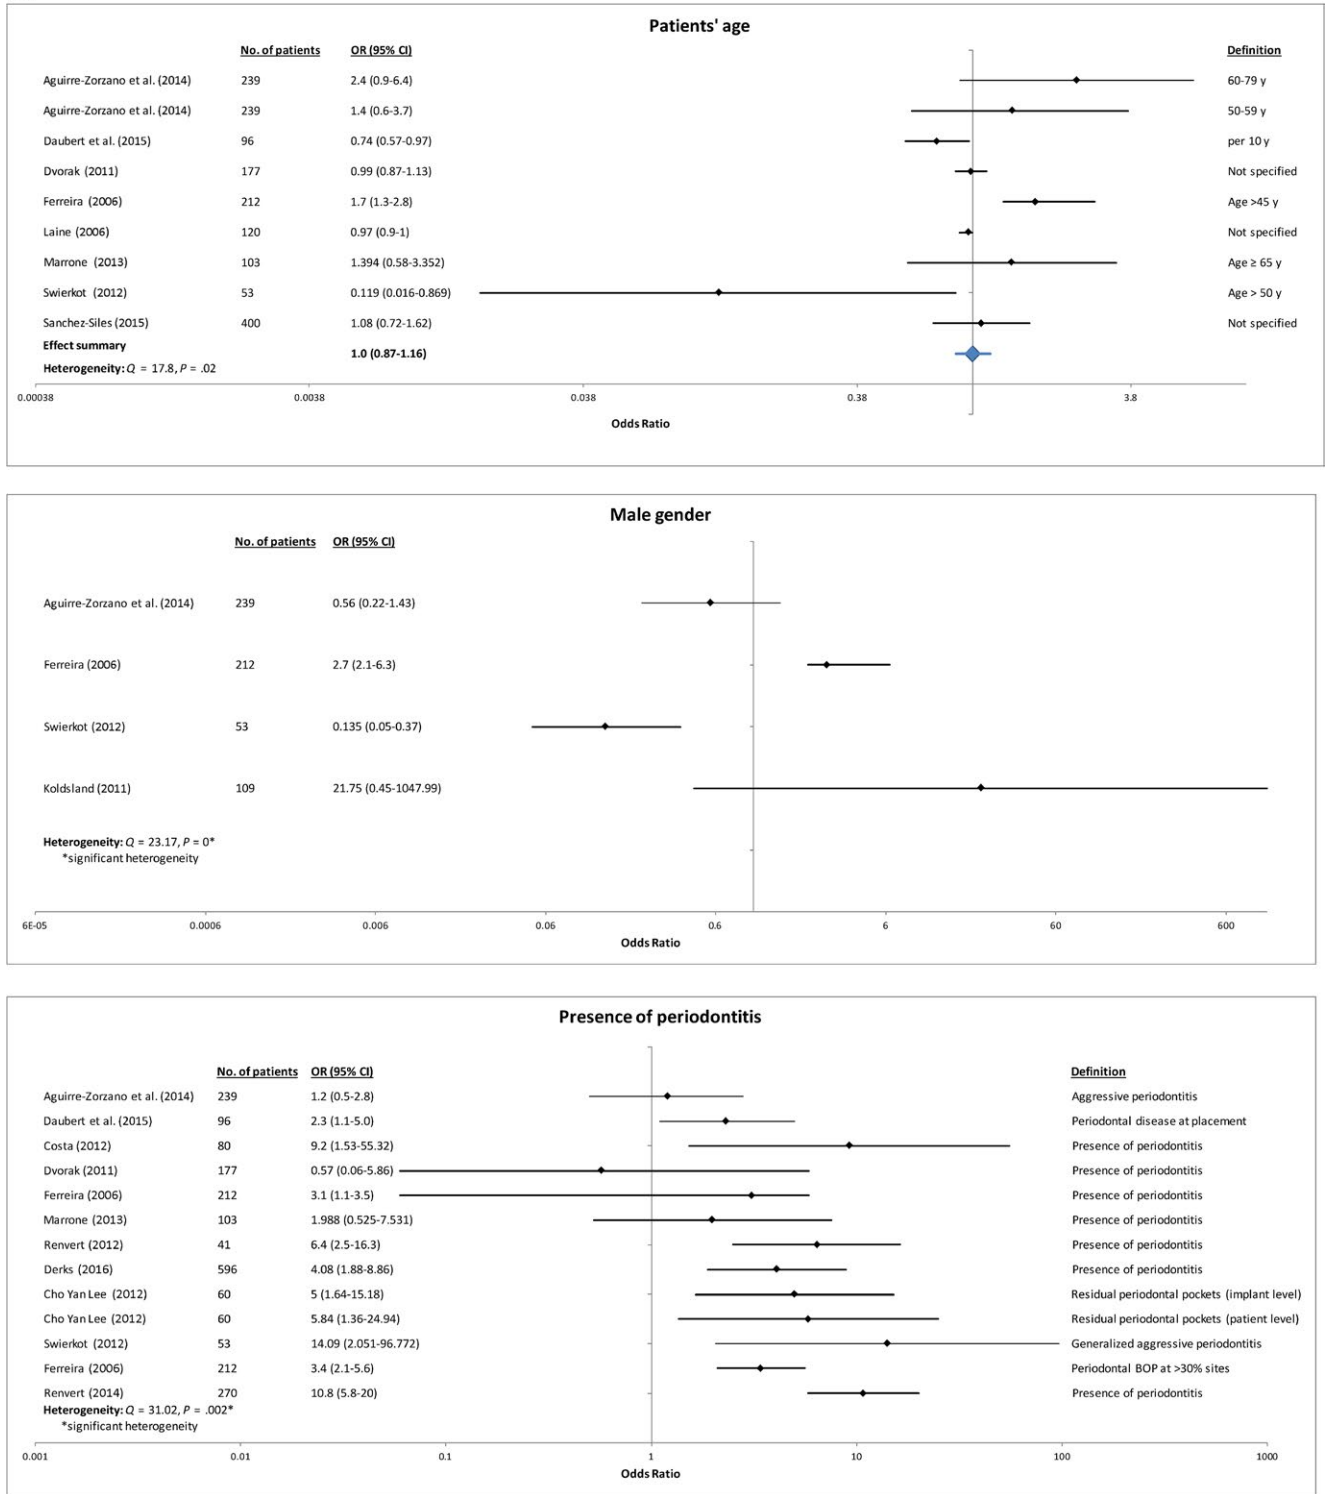 Patients' age
No. of patients OR (95% CI) Definition
Aguirre-Zorzano et al. (2014) 239 2.4 (0.9-6.4) 60-79 y
Aguirre-Zorzano et al. (2014) 239 1.4 (0.6-3.7) 50-59 y
Daubert et al. (2015) 96 0.74 (0.57-0.97) per 10 y
Dvorak (2011) 177 0.99 (0.87-1.13) Not specified
Ferreira (2006) 212 1.7 (1.3-2.8) Age >45 y
Laine (2006) 120 0.97 (0.9-1) Not specified
Marrone (2013) 103 1.394 (0.58-3.352) Age ≥ 65 y
Swierkot (2012) 53 0.119 (0.016-0.869) Age > 50 y
Sanchez-Siles (2015) 400 1.08 (0.72-1.62) Not specified
Effect summary 1.0 (0.87-1.16)
Heterogeneity: Q = 17.8, P = .02
0.00038 0.0038 0.038 0.38 3.8
Odds Ratio
Male gender
No. of patients OR (95% CI)
Aguirre-Zorzano et al. (2014) 239 0.56 (0.22-1.43)
Ferreira (2006) 212 2.7 (2.1-6.3)
Swierkot (2012) 53 0.135 (0.05-0.37)
Koldsland (2011) 109 21.75 (0.45-1047.99)
Heterogeneity: Q = 23.17, P = 0*
*significant heterogeneity
6E-05 0.0006 0.006 0.06 0.6 6 60 600
Odds Ratio
Presence of periodontitis
No. of patients OR (95% CI) Definition
Aguirre-Zorzano et al. (2014) 239 1.2 (0.5-2.8) Aggressive periodontitis
Daubert et al. (2015) 96 2.3 (1.1-5.0) Periodontal disease at placement
Costa (2012) 80 9.2 (1.53-55.32) Presence of periodontitis
Dvorak (2011) 177 0.57 (0.06-5.86) Presence of periodontitis
Ferreira (2006) 212 3.1 (1.1-3.5) Presence of periodontitis
Marrone (2013) 103 1.988 (0.525-7.531) Presence of periodontitis
Renvert (2012) 41 6.4 (2.5-16.3) Presence of periodontitis
Derks (2016) 596 4.08 (1.88-8.86) Presence of periodontitis
Cho Yan Lee (2012) 60 5 (1.64-15.18) Residual periodontal pockets (implant level)
Cho Yan Lee (2012) 60 5.84 (1.36-24.94) Residual periodontal pockets (patient level)
Swierkot (2012) 53 14.09 (2.051-96.772) Generalized aggressive periodontitis
Ferreira (2006) 212 3.4 (2.1-5.6) Periodontal BOP at >30% sites
Renvert (2014) 270 10.8 (5.8-20) Presence of periodontitis
Heterogeneity: Q = 31.02, P = .002*
*significant heterogeneity
0.001 0.01 0.1 1 10 100 1000
Odds Ratio